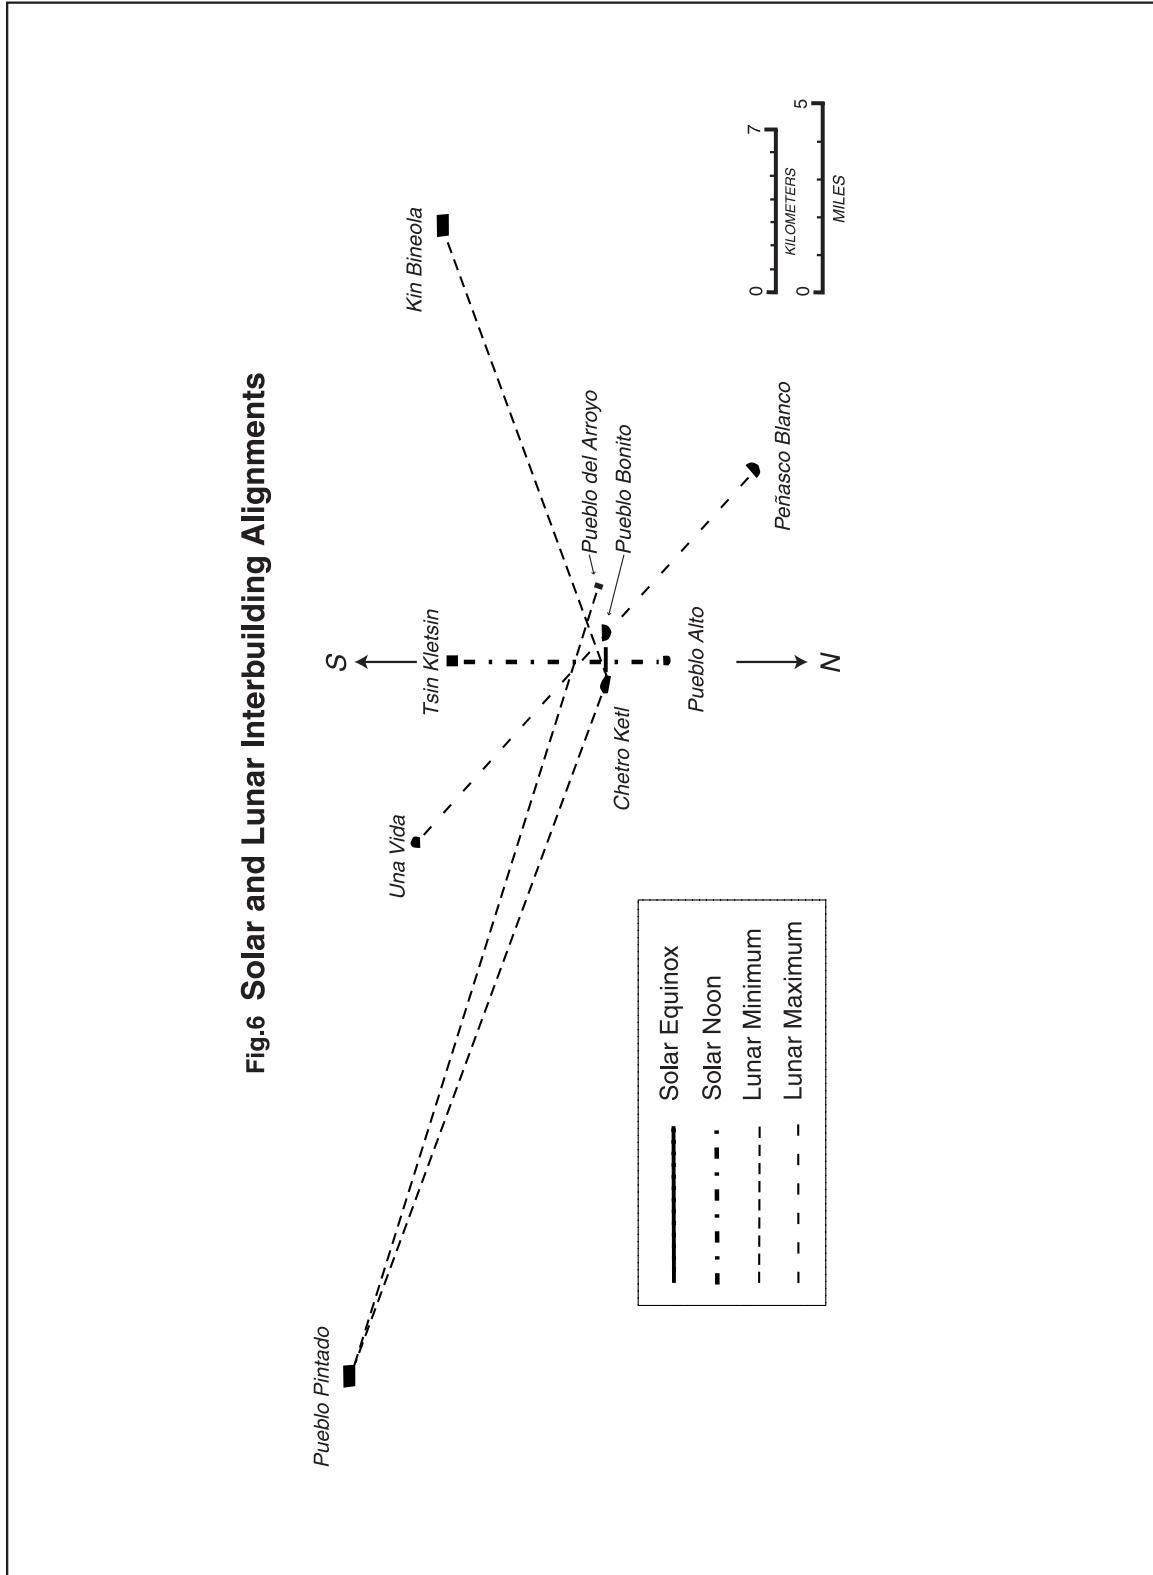 Fig.6 Solar and Lunar Interbuilding Alignments
Pueblo Pintado
Una Vida
S
Tsin Kletsin
Kin Bineola
Pueblo del Arroyo
Pueblo Bonito
Chetro Ketl
Pueblo Alto
Peñasco Blanco
N
Solar Equinox
Solar Noon
Lunar Minimum
Lunar Maximum
0 7
KILOMETERS
0 5
MILES